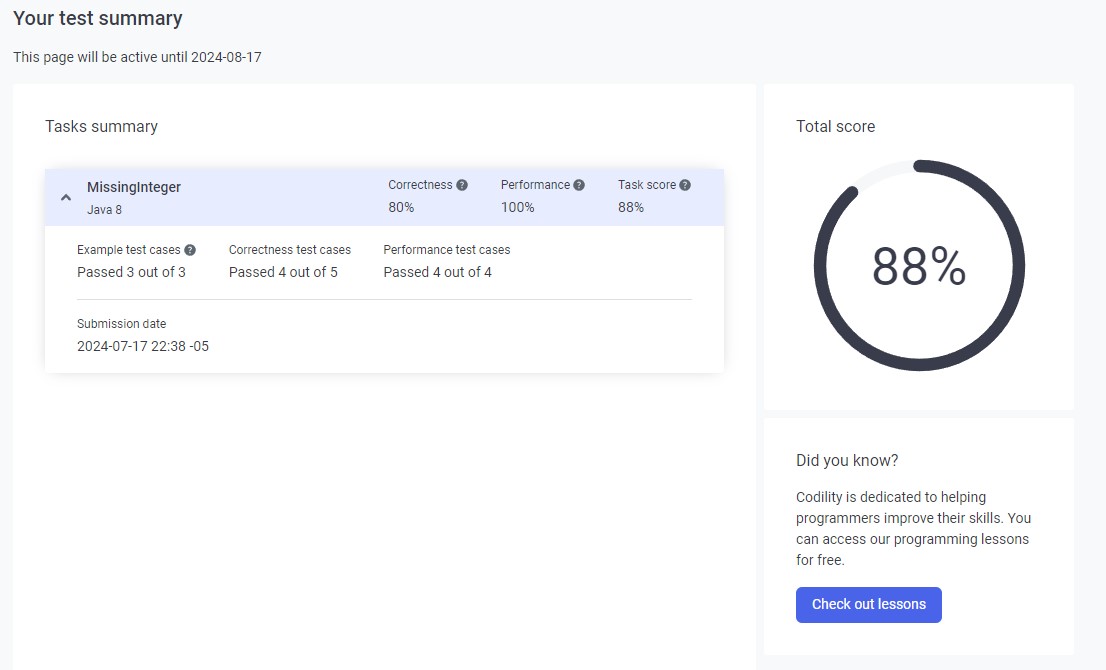 Your test summary
This page will be active until 2024-08-17
Tasks summary
MissingInteger
Java 8
Correctness ?
80%
Performance ?
100%
Task score ?
88%
Example test cases ?
Passed 3 out of 3
Correctness test cases
Passed 4 out of 5
Performance test cases
Passed 4 out of 4
Submission date
2024-07-17 22:38 -05
Total score
88%
Did you know?
Codility is dedicated to helping
programmers improve their skills. You
can access our programming lessons
for free.
Check out lessons